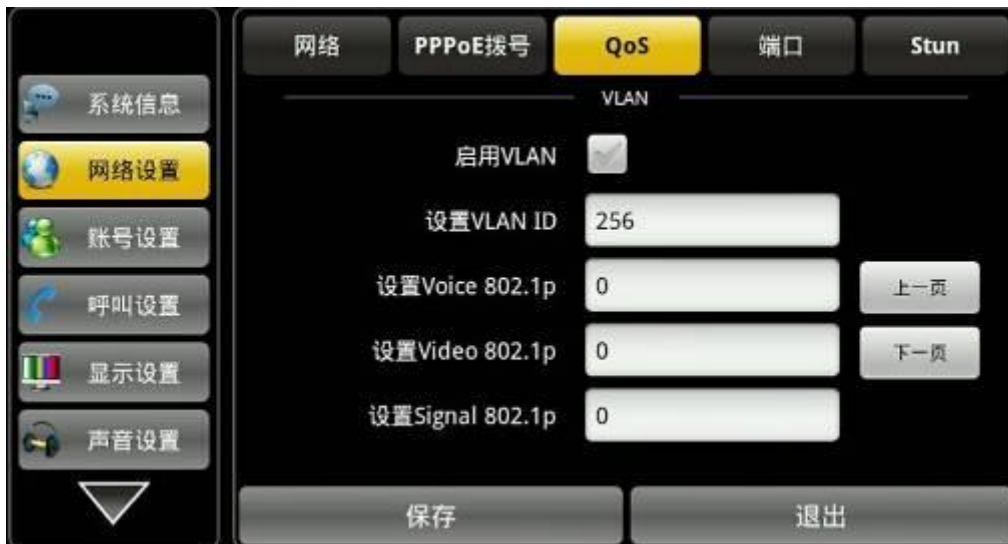 网络 PPPoE拨号 QoS 端口 Stun
系统信息
网络设置
账号设置
呼叫设置
显示设置
声音设置
VLAN
启用VLAN
设置VLAN ID 256
设置Voice 802.1p 0 上一页
设置Video 802.1p 0 下一页
设置Signal 802.1p 0
保存 退出